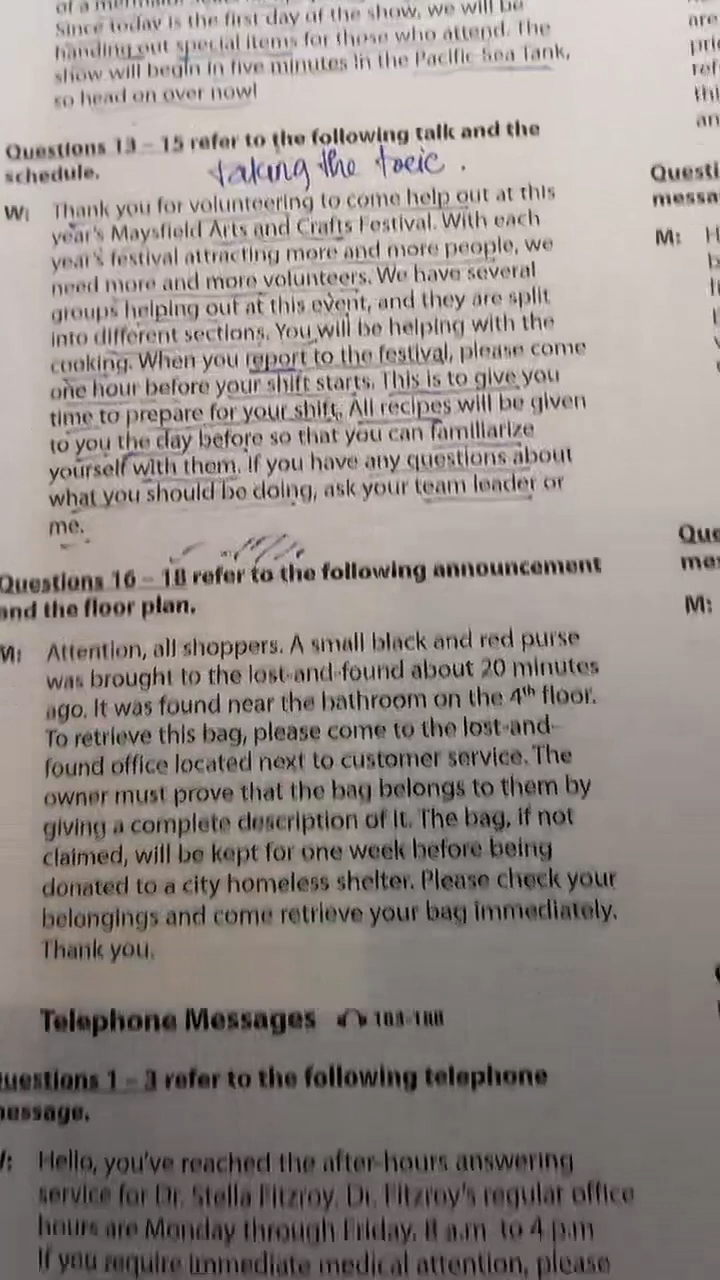 of a mermaid
Since today is the first day of the show, we will be
handing out special items for those who attend. The
show will begin in five minutes in the Pacific Sea Tank,
so head on over now!
Questions 13 – 15 refer to the following talk and the
schedule.
taking the toeic .
W: Thank you for volunteering to come help out at this
year's Maysfield Arts and Crafts Festival. With each
year's festival attracting more and more people, we
need more and more volunteers. We have several
groups helping out at this event, and they are split
into different sections. You will be helping with the
cooking. When you report to the festival, please come
one hour before your shift starts. This is to give you
time to prepare for your shift. All recipes will be given
to you the day before so that you can familiarize
yourself with them. If you have any questions about
what you should be doing, ask your team leader or
me.
Questions 16 – 18 refer to the following announcement
and the floor plan.
M: Attention, all shoppers. A small black and red purse
was brought to the lost-and-found about 20 minutes
ago. It was found near the bathroom on the 4th floor.
To retrieve this bag, please come to the lost-and-
found office located next to customer service. The
owner must prove that the bag belongs to them by
giving a complete description of it. The bag, if not
claimed, will be kept for one week before being
donated to a city homeless shelter. Please check your
belongings and come retrieve your bag immediately.
Thank you.
Telephone Messages 183-188
uestions 1 – 3 refer to the following telephone
essage.
: Hello, you've reached the after-hours answering
service for Dr. Stella Fitzroy. Dr. Fitzroy's regular office
hours are Monday through Friday, 8 a.m to 4 p.m
If you require immediate medical attention, please
are
pri
ref
thi
an
Questi
messa
M: H
Que
mes
M: